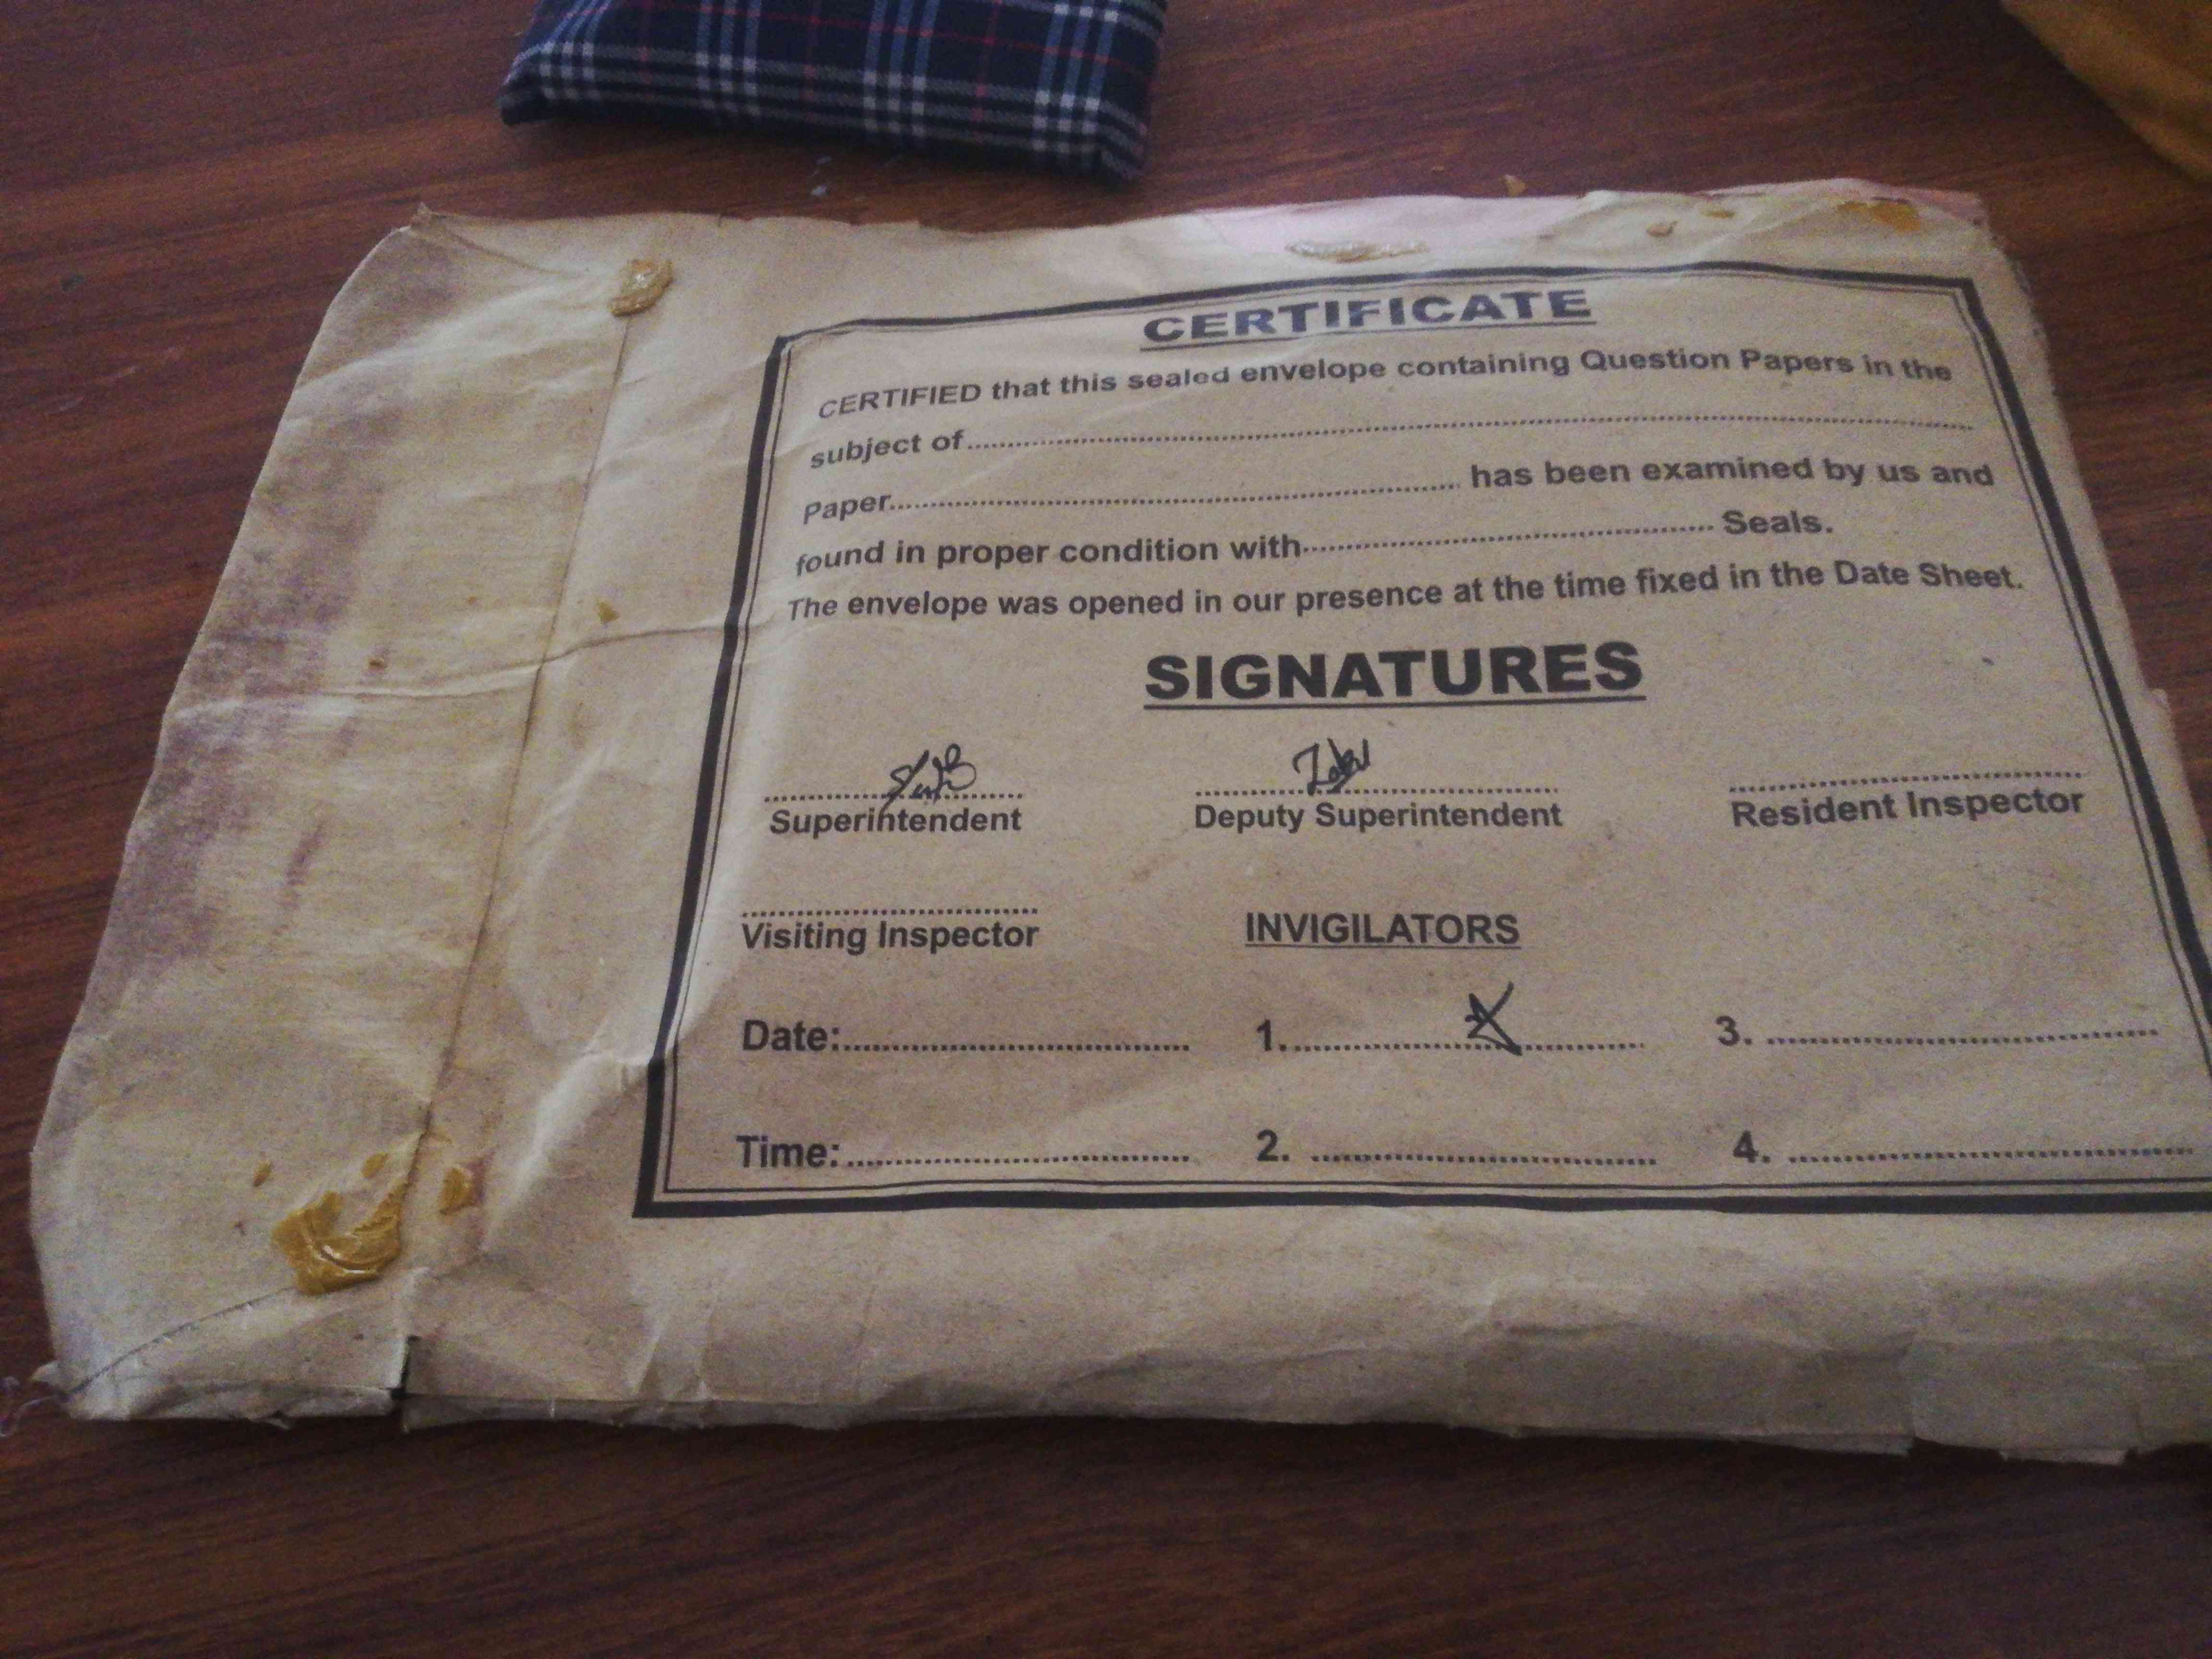 CERTIFICATE
CERTIFIED that this sealed envelope containing Question Papers in the
subject of........................................
Paper........................................ has been examined by us and
found in proper condition with........................................ Seals.
The envelope was opened in our presence at the time fixed in the Date Sheet.
SIGNATURES
Superintendent Deputy Superintendent Resident Inspector
Visiting Inspector INVIGILATORS
Date:........................ 1......................... 3. ........................
Time:........................ 2. ........................ 4. ........................